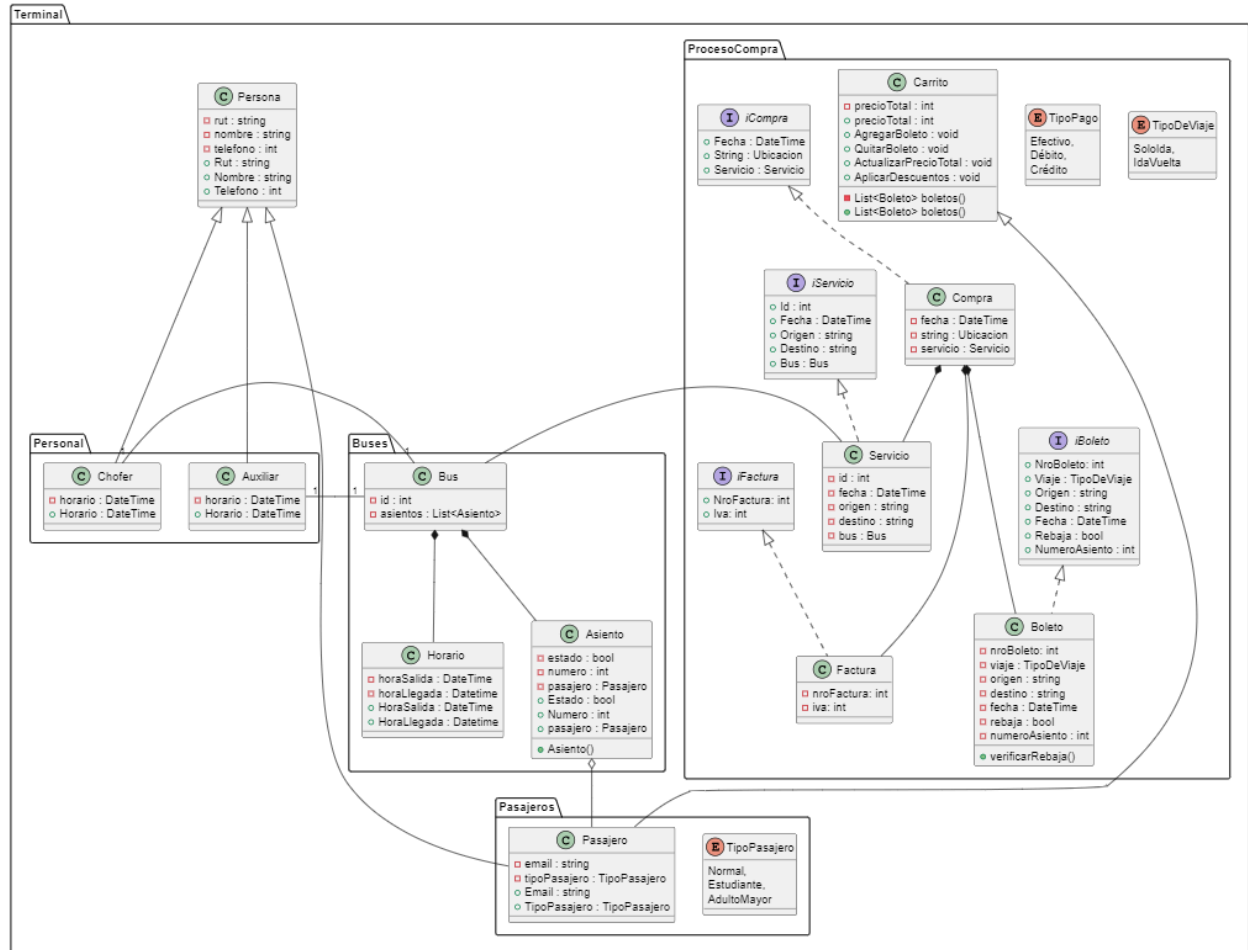 Terminal
ProcesoCompra
C Persona
rut : string
nombre : string
telefono : int
Rut : string
Nombre : string
Telefono : int
I iCompra
Fecha : DateTime
String : Ubicacion
Servicio : Servicio
C Carrito
precioTotal : int
precioTotal : int
AgregarBoleto : void
QuitarBoleto : void
ActualizarPrecioTotal : void
AplicarDescuentos : void
List<Boleto> boletos()
List<Boleto> boletos()
E TipoPago
Efectivo,
Débito,
Crédito
E TipoDeViaje
SoloIda,
IdaVuelta
I iServicio
Id : int
Fecha : DateTime
Origen : string
Destino : string
Bus : Bus
C Compra
fecha : DateTime
string : Ubicacion
servicio : Servicio
Personal
C Chofer
horario : DateTime
Horario : DateTime
C Auxiliar
horario : DateTime
Horario : DateTime
1
1
1
1
Buses
C Bus
id : int
asientos : List<Asiento>
I iFactura
NroFactura: int
Iva: int
C Servicio
id : int
fecha : DateTime
origen : string
destino : string
bus : Bus
I iBoleto
NroBoleto: int
Viaje : TipoDeViaje
Origen : string
Destino : string
Fecha : DateTime
Rebaja : bool
NumeroAsiento : int
C Horario
horaSalida : DateTime
horaLlegada : Datetime
HoraSalida : DateTime
HoraLlegada : Datetime
C Asiento
estado : bool
numero : int
pasajero : Pasajero
Estado : bool
Numero : int
pasajero : Pasajero
Asiento()
C Factura
nroFactura: int
iva: int
C Boleto
nroBoleto: int
viaje : TipoDeViaje
origen : string
destino : string
fecha : DateTime
rebaja : bool
numeroAsiento : int
verificarRebaja()
Pasajeros
C Pasajero
email : string
tipoPasajero : TipoPasajero
Email : string
TipoPasajero : TipoPasajero
E TipoPasajero
Normal,
Estudiante,
AdultoMayor